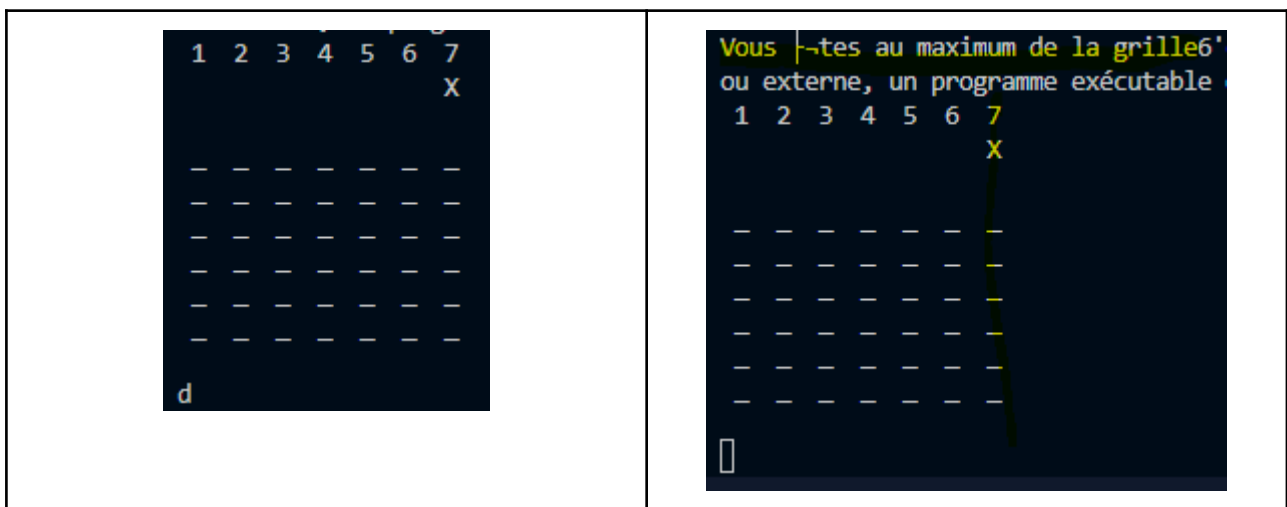 1 2 3 4 5 6 7
X
_ _ _ _ _ _ _
_ _ _ _ _ _ _
_ _ _ _ _ _ _
_ _ _ _ _ _ _
_ _ _ _ _ _ _
_ _ _ _ _ _ _
d
Vous ├¬tes au maximum de la grille6'
ou externe, un programme exécutable
1 2 3 4 5 6 7
X
_ _ _ _ _ _ _
_ _ _ _ _ _ _
_ _ _ _ _ _ _
_ _ _ _ _ _ _
_ _ _ _ _ _ _
_ _ _ _ _ _ _